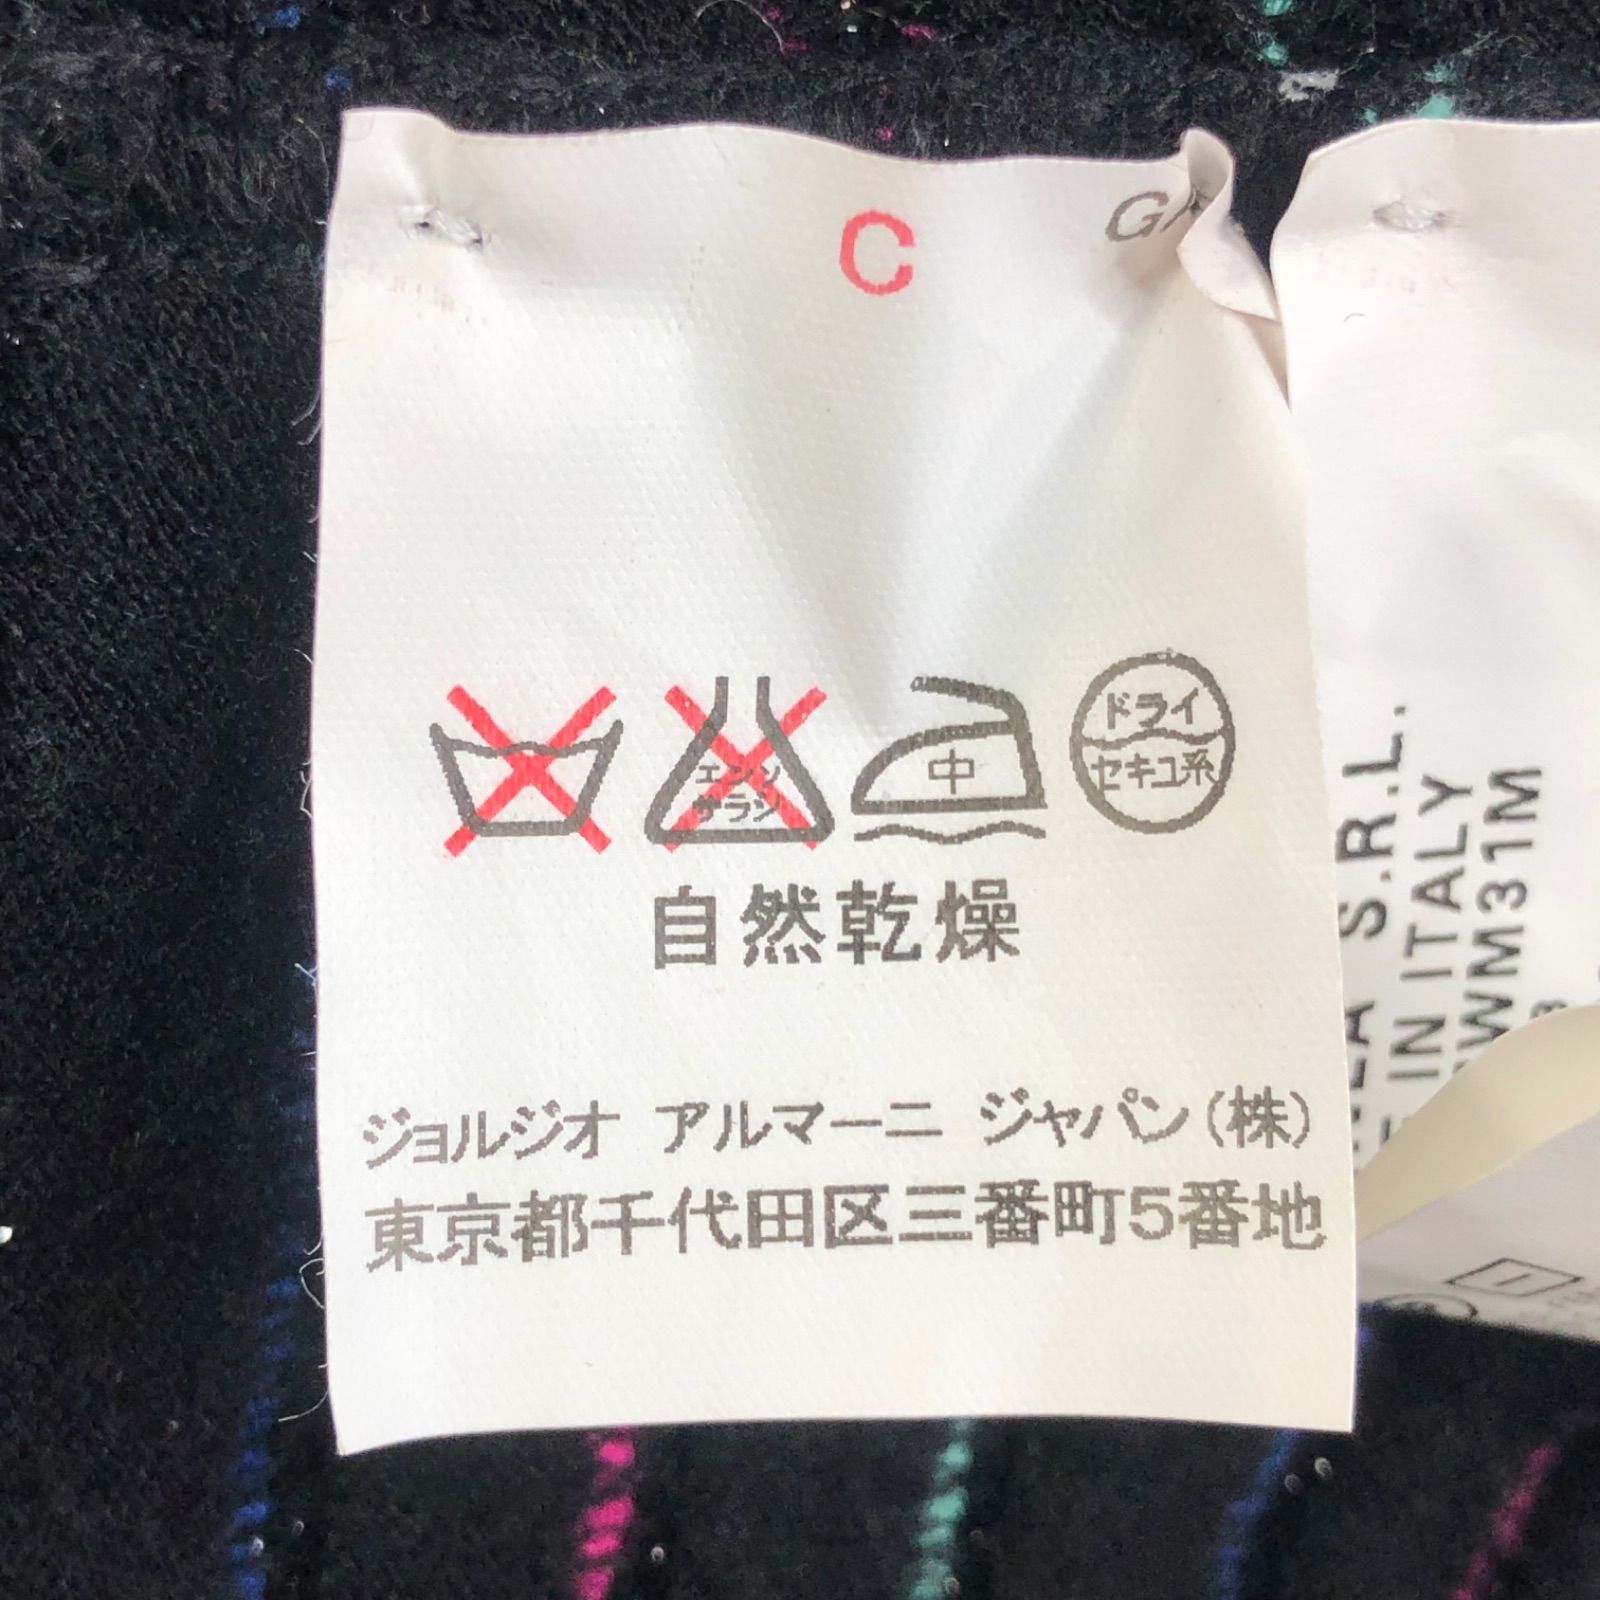 C
エンソ
サラシ
中
ドライ
セキユ系
自然乾燥
ジョルジオ アルマーニ ジャパン(株)
東京都千代田区三番町5番地
S.R.L.
IN ITALY
WM31M